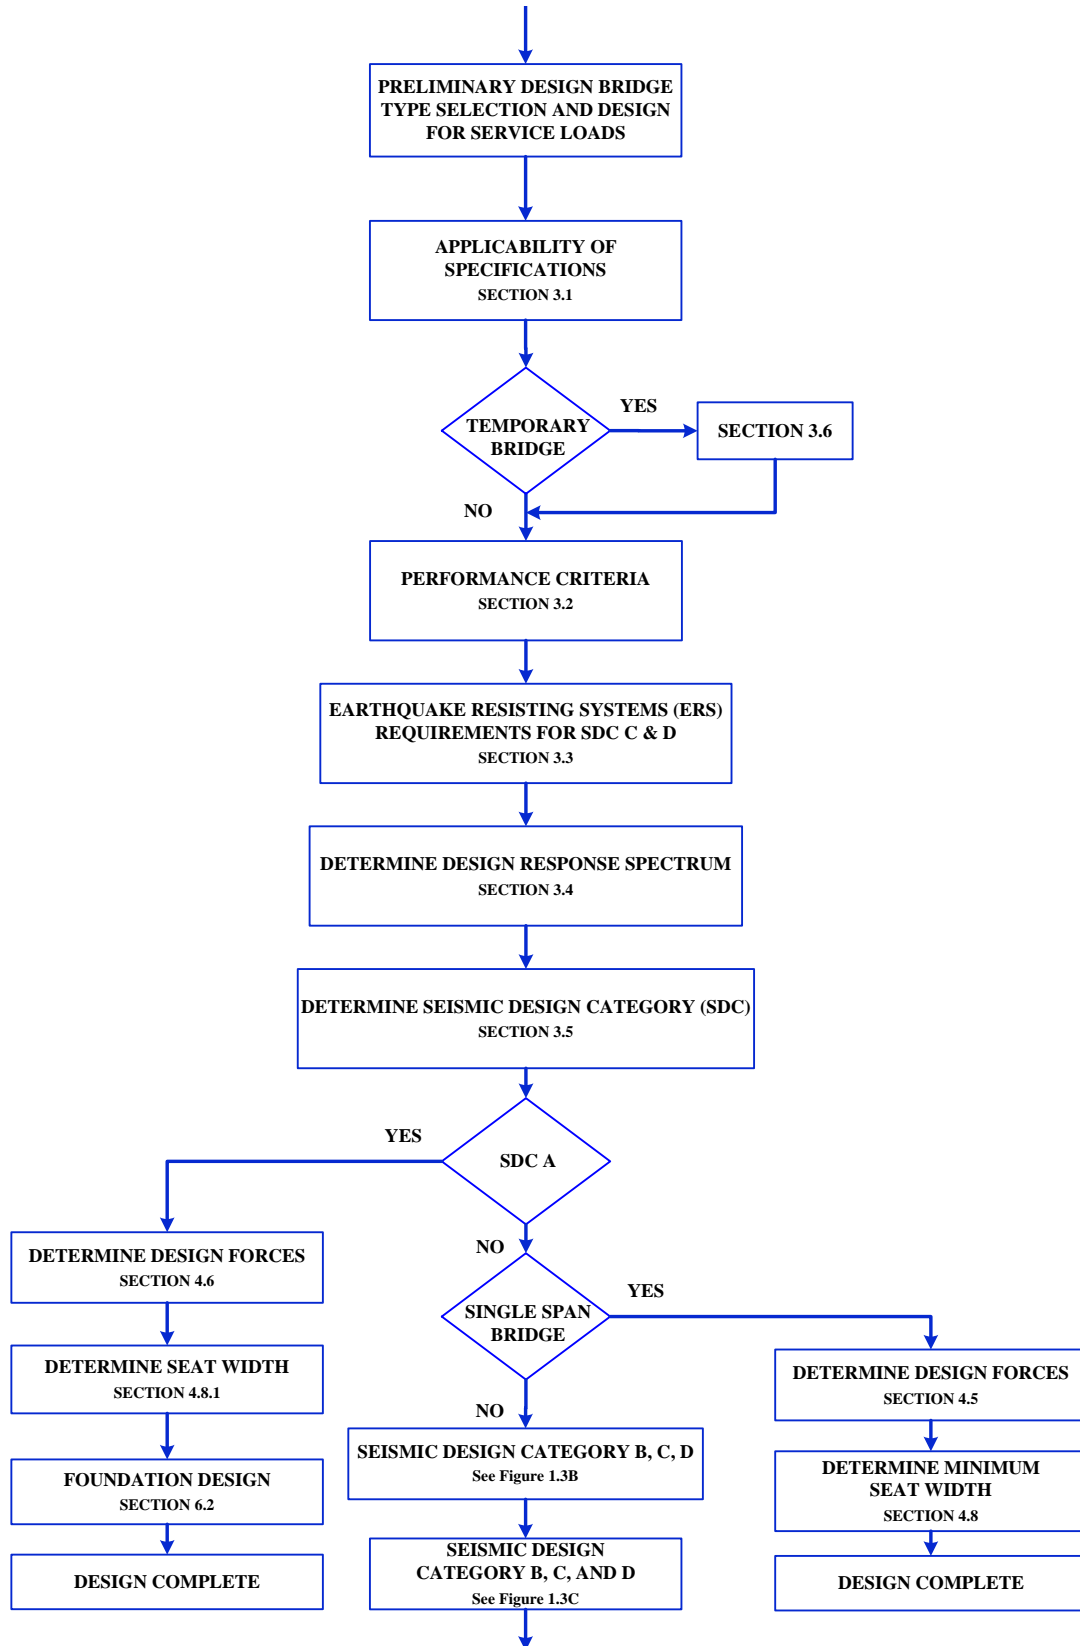 PRELIMINARY DESIGN BRIDGE
TYPE SELECTION AND DESIGN
FOR SERVICE LOADS
APPLICABILITY OF
SPECIFICATIONS
SECTION 3.1
TEMPORARY
BRIDGE
YES
SECTION 3.6
NO
PERFORMANCE CRITERIA
SECTION 3.2
EARTHQUAKE RESISTING SYSTEMS (ERS)
REQUIREMENTS FOR SDC C & D
SECTION 3.3
DETERMINE DESIGN RESPONSE SPECTRUM
SECTION 3.4
DETERMINE SEISMIC DESIGN CATEGORY (SDC)
SECTION 3.5
YES
SDC A
NO
DETERMINE DESIGN FORCES
SECTION 4.6
DETERMINE SEAT WIDTH
SECTION 4.8.1
FOUNDATION DESIGN
SECTION 6.2
DESIGN COMPLETE
SINGLE SPAN
BRIDGE
YES
NO
SEISMIC DESIGN CATEGORY B, C, D
See Figure 1.3B
SEISMIC DESIGN
CATEGORY B, C, AND D
See Figure 1.3C
DETERMINE DESIGN FORCES
SECTION 4.5
DETERMINE MINIMUM
SEAT WIDTH
SECTION 4.8
DESIGN COMPLETE